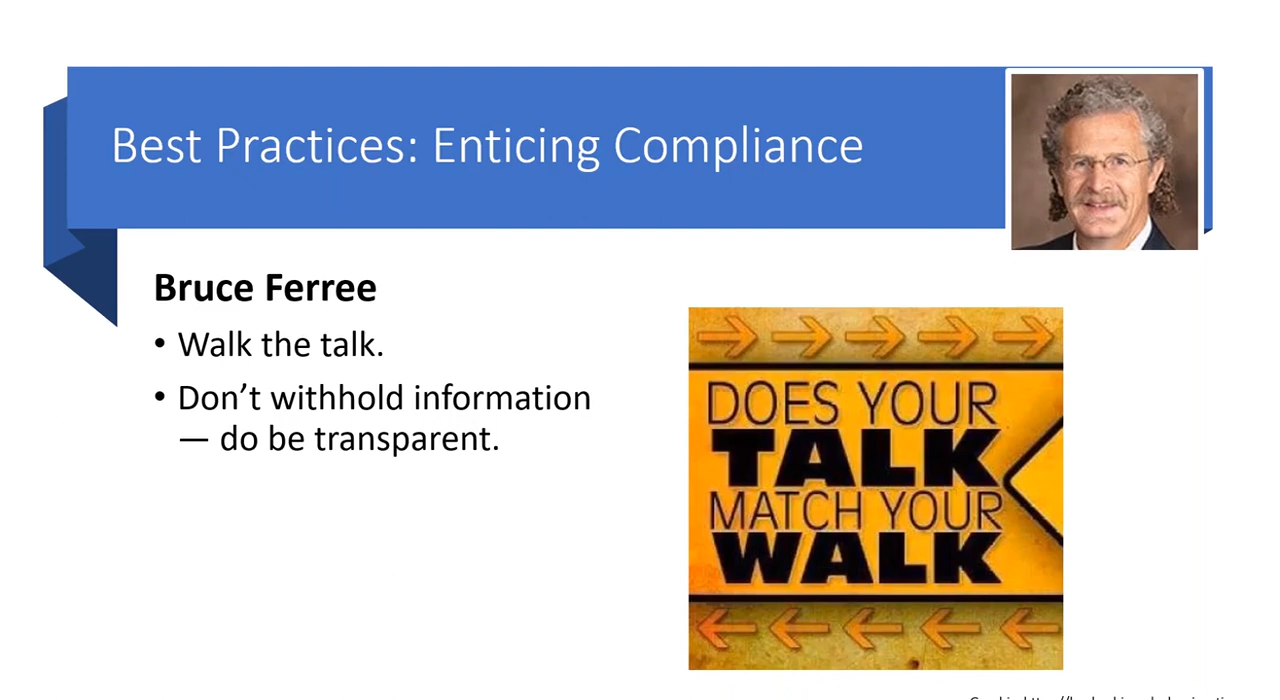 Best Practices: Enticing Compliance
Bruce Ferree
• Walk the talk.
• Don’t withhold information
— do be transparent.
DOES YOUR
TALK
MATCH YOUR
WALK